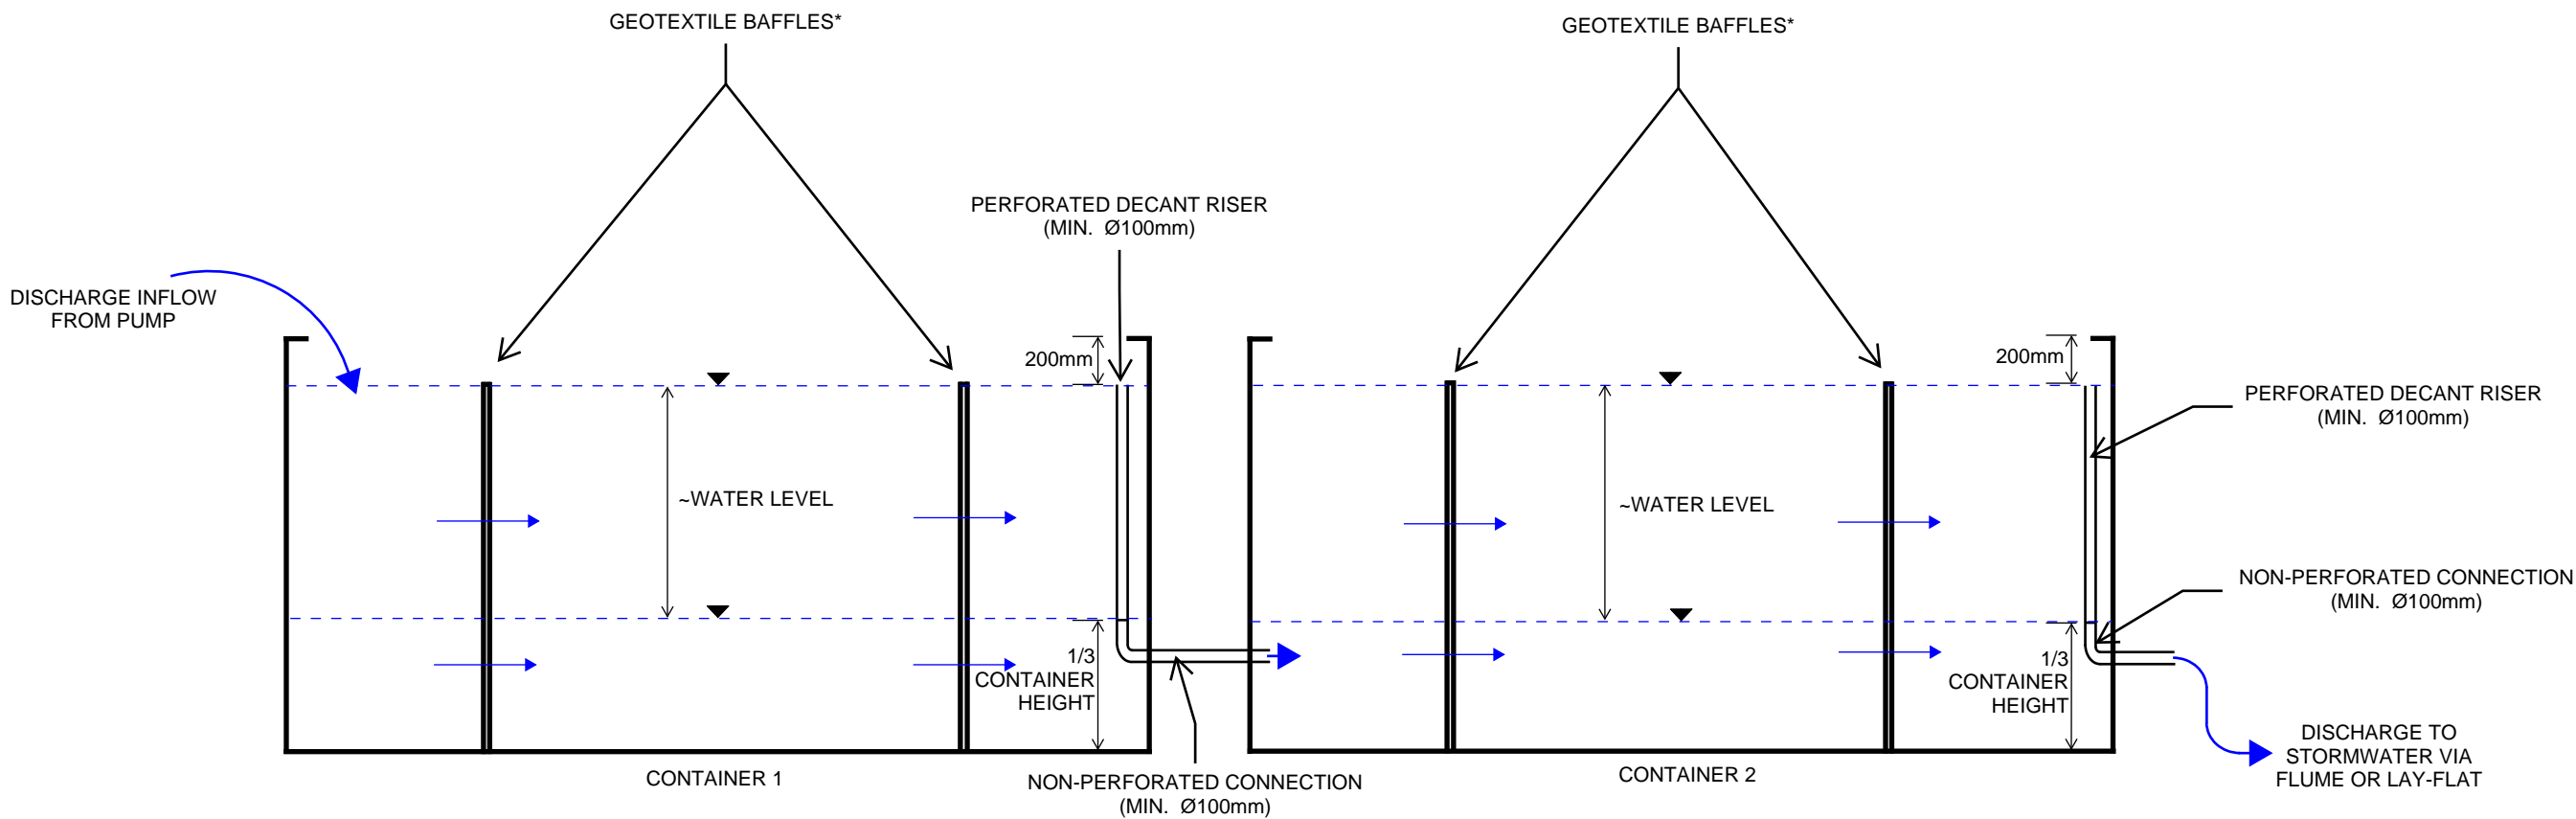 GEOTEXTILE BAFFLES*
GEOTEXTILE BAFFLES*
PERFORATED DECANT RISER
(MIN. Ø100mm)
DISCHARGE INFLOW
FROM PUMP
200mm
200mm
PERFORATED DECANT RISER
(MIN. Ø100mm)
~WATER LEVEL
~WATER LEVEL
NON-PERFORATED CONNECTION
(MIN. Ø100mm)
1/3
CONTAINER
HEIGHT
1/3
CONTAINER
HEIGHT
DISCHARGE TO
STORMWATER VIA
FLUME OR LAY-FLAT
CONTAINER 1
NON-PERFORATED CONNECTION
(MIN. Ø100mm)
CONTAINER 2